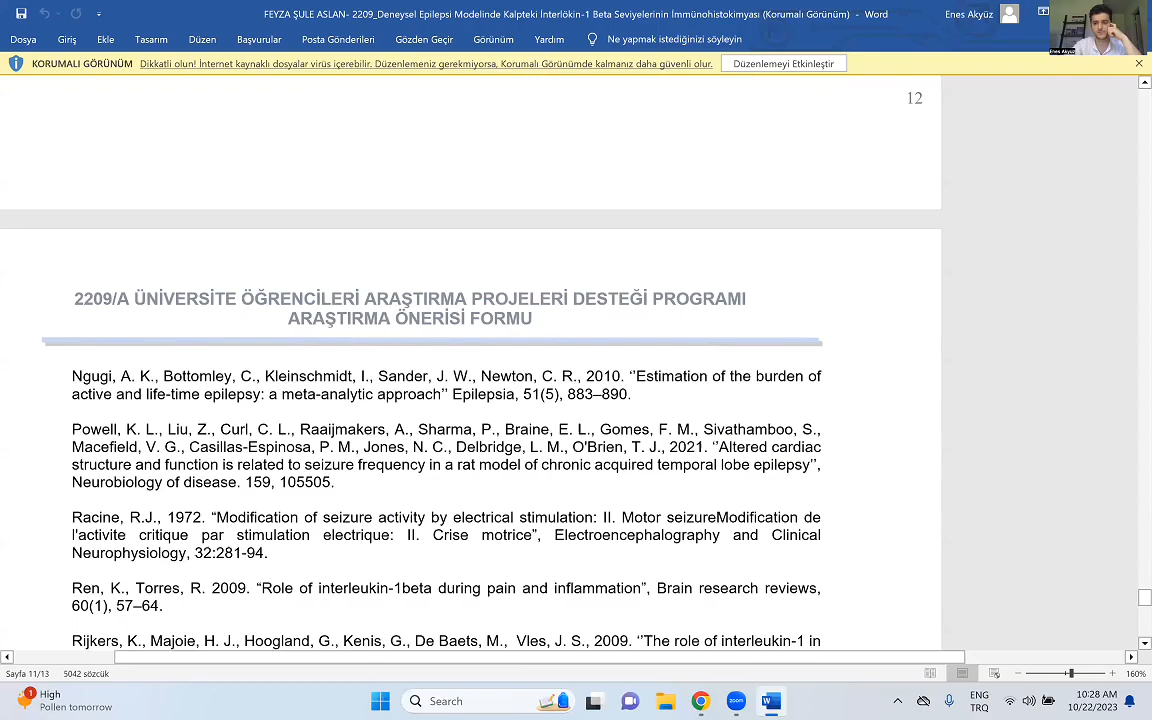 FEYZA ŞULE ASLAN- 2209_Deneysel Epilepsi Modelinde Kalpteki İnterlökin-1 Beta Seviyelerinin İmmünohistokimyası (Korumalı Görünüm) - Word
Enes Akyüz
Dosya Giriş Ekle Tasarım Düzen Başvurular Posta Gönderileri Gözden Geçir Görünüm Yardım Ne yapmak istediğinizi söyleyin
Enes Akyüz
KORUMALI GÖRÜNÜM Dikkatli olun! İnternet kaynaklı dosyalar virüs içerebilir. Düzenlemeniz gerekmiyorsa, Korumalı Görünümde kalmanız daha güvenli olur. Düzenlemeyi Etkinleştir
12
2209/A ÜNİVERSİTE ÖĞRENCİLERİ ARAŞTIRMA PROJELERİ DESTEĞİ PROGRAMI
ARAŞTIRMA ÖNERİSİ FORMU
Ngugi, A. K., Bottomley, C., Kleinschmidt, I., Sander, J. W., Newton, C. R., 2010. ‘’Estimation of the burden of
active and life-time epilepsy: a meta-analytic approach’’ Epilepsia, 51(5), 883–890.
Powell, K. L., Liu, Z., Curl, C. L., Raaijmakers, A., Sharma, P., Braine, E. L., Gomes, F. M., Sivathamboo, S.,
Macefield, V. G., Casillas-Espinosa, P. M., Jones, N. C., Delbridge, L. M., O'Brien, T. J., 2021. ‘’Altered cardiac
structure and function is related to seizure frequency in a rat model of chronic acquired temporal lobe epilepsy’’,
Neurobiology of disease. 159, 105505.
Racine, R.J., 1972. “Modification of seizure activity by electrical stimulation: II. Motor seizureModification de
l'activite critique par stimulation electrique: II. Crise motrice”, Electroencephalography and Clinical
Neurophysiology, 32:281-94.
Ren, K., Torres, R. 2009. “Role of interleukin-1beta during pain and inflammation”, Brain research reviews,
60(1), 57–64.
Rijkers, K., Majoie, H. J., Hoogland, G., Kenis, G., De Baets, M., Vles, J. S., 2009. ‘’The role of interleukin-1 in
Sayfa 11/13 5042 sözcük
160%
1
High
Pollen tomorrow
Search
ENG
TRQ
10:28 AM
10/22/2023